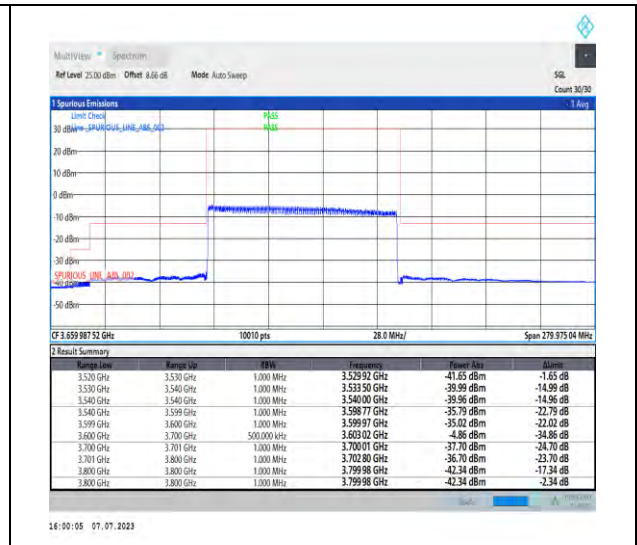 MultiView Spectrum
Ref Level 25.00 dBm Offset 8.66 dB Mode Auto Sweep SGL
Count 30/30
1 Spurious Emissions 1 Avg
Limit Check PASS
Line _SPURIOUS_LINE_ABS_002 PASS
30 dBm
20 dBm
10 dBm
0 dBm
-10 dBm
-20 dBm
-30 dBm
SPURIOUS_LINE_ABS_002
-40 dBm
-50 dBm
CF 3.659 987 52 GHz 10010 pts 28.0 MHz/ Span 279.975 04 MHz
2 Result Summary
Range Low Range Up RBW Frequency Power Abs ΔLimit
3.520 GHz 3.530 GHz 1.000 MHz 3.529 92 GHz -41.65 dBm -1.65 dB
3.530 GHz 3.540 GHz 1.000 MHz 3.533 50 GHz -39.99 dBm -14.99 dB
3.540 GHz 3.540 GHz 1.000 MHz 3.540 00 GHz -39.96 dBm -14.96 dB
3.540 GHz 3.599 GHz 1.000 MHz 3.598 77 GHz -35.79 dBm -22.79 dB
3.599 GHz 3.600 GHz 1.000 MHz 3.599 97 GHz -35.02 dBm -22.02 dB
3.600 GHz 3.700 GHz 500.000 kHz 3.603 02 GHz -4.86 dBm -34.86 dB
3.700 GHz 3.701 GHz 1.000 MHz 3.700 01 GHz -37.70 dBm -24.70 dB
3.701 GHz 3.800 GHz 1.000 MHz 3.702 80 GHz -36.70 dBm -23.70 dB
3.800 GHz 3.800 GHz 1.000 MHz 3.799 98 GHz -42.34 dBm -17.34 dB
3.800 GHz 3.800 GHz 1.000 MHz 3.799 98 GHz -42.34 dBm -2.34 dB
16:00:05 07.07.2023